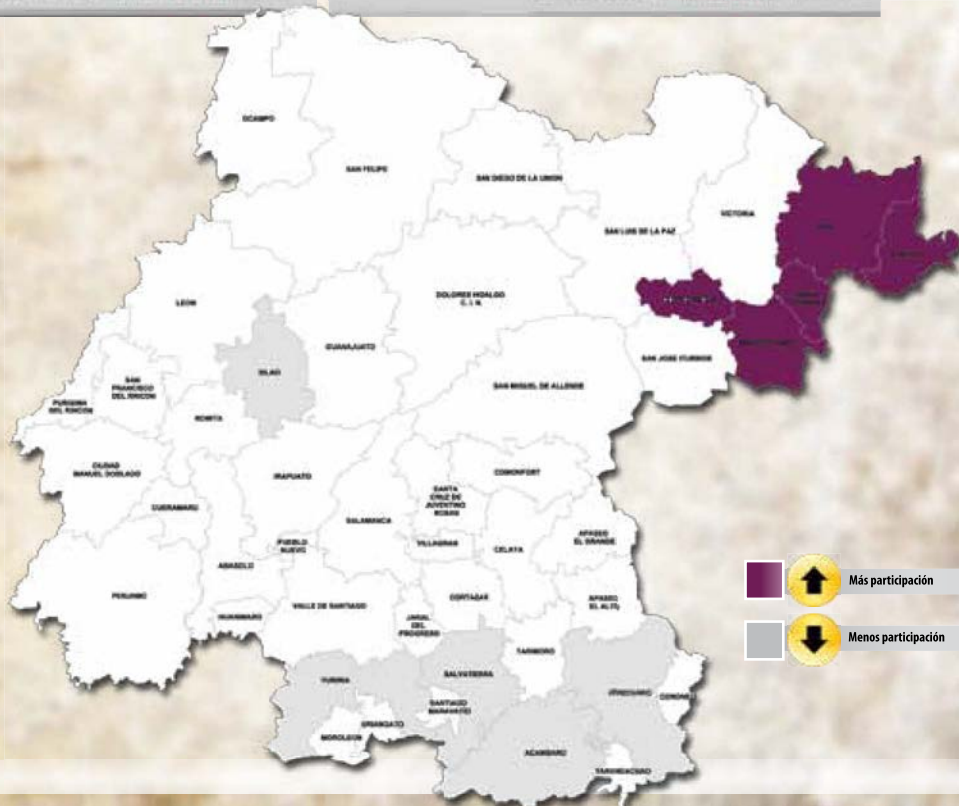 OCAMPO
SAN FELIPE
SAN DIEGO DE LA UNION
SAN LUIS DE LA PAZ
VICTORIA
LEON
GUANAJUATO
DOLORES HIDALGO
C. I. N.
SILAO
SAN MIGUEL DE ALLENDE
SAN JOSE ITURBIDE
PURISIMA
DEL RINCON
SAN
FRANCISCO
DEL RINCON
ROMITA
CIUDAD
MANUEL DOBLADO
CUERAMARO
IRAPUATO
SALAMANCA
SANTA
CRUZ DE
JUVENTINO
ROSAS
COMONFORT
VILLAGRAN
CELAYA
APASEO
EL GRANDE
PENJAMO
ABASOLO
PUEBLO
NUEVO
HUANIMARO
VALLE DE SANTIAGO
JARAL
DEL
PROGRESO
CORTAZAR
APASEO
EL ALTO
TARIMORO
YURIRIA
SALVATIERRA
SANTIAGO
MARAVATIO
URIANGATO
MOROLEON
ACAMBARO
JERECUARO
CORONEO
TARANDACUAO
Más participación
Menos participación